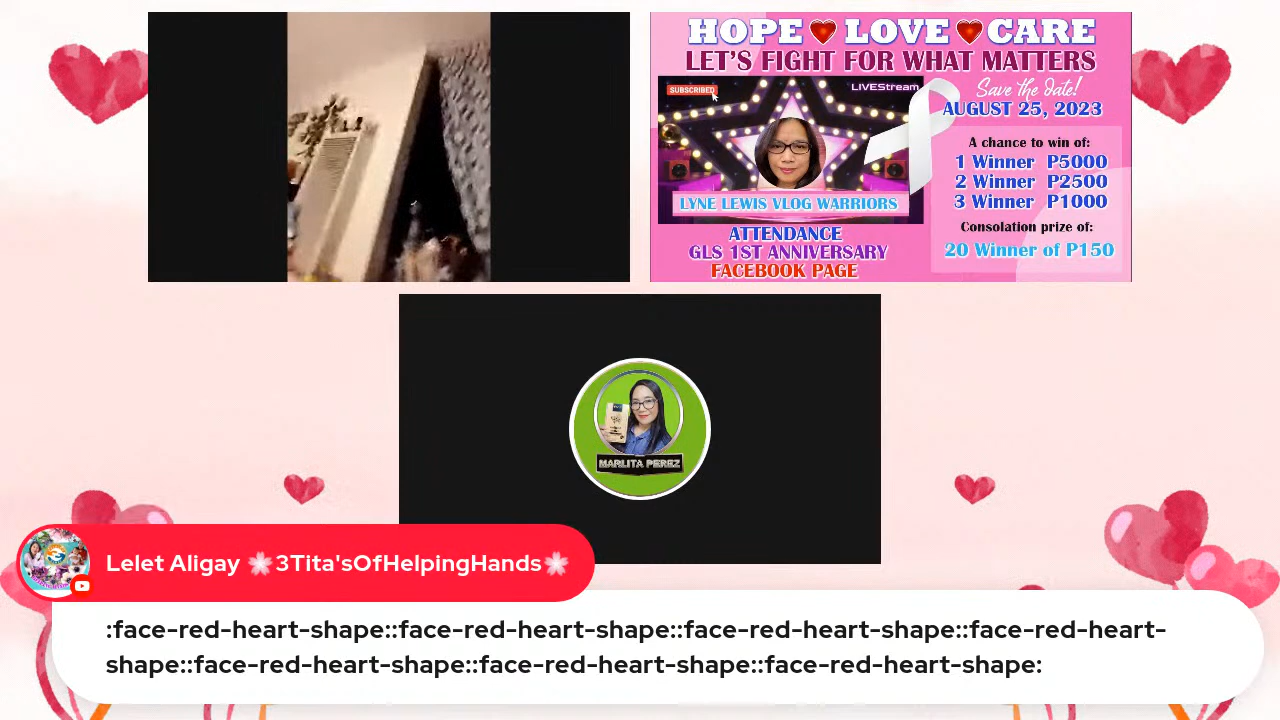 HOPE LOVE CARE
LET'S FIGHT FOR WHAT MATTERS
SUBSCRIBED
LIVEStream
LYNE LEWIS VLOG WARRIORS
ATTENDANCE
GLS 1ST ANNIVERSARY
FACEBOOK PAGE
Save the date!
AUGUST 25, 2023
A chance to win of:
1 Winner P5000
2 Winner P2500
3 Winner P1000
Consolation prize of:
20 Winner of P150
MARLITA PEREZ
Lelet Aligay 🌸3Tita'sOfHelpingHands🌸
:face-red-heart-shape::face-red-heart-shape::face-red-heart-shape::face-red-heart-
shape::face-red-heart-shape::face-red-heart-shape::face-red-heart-shape: